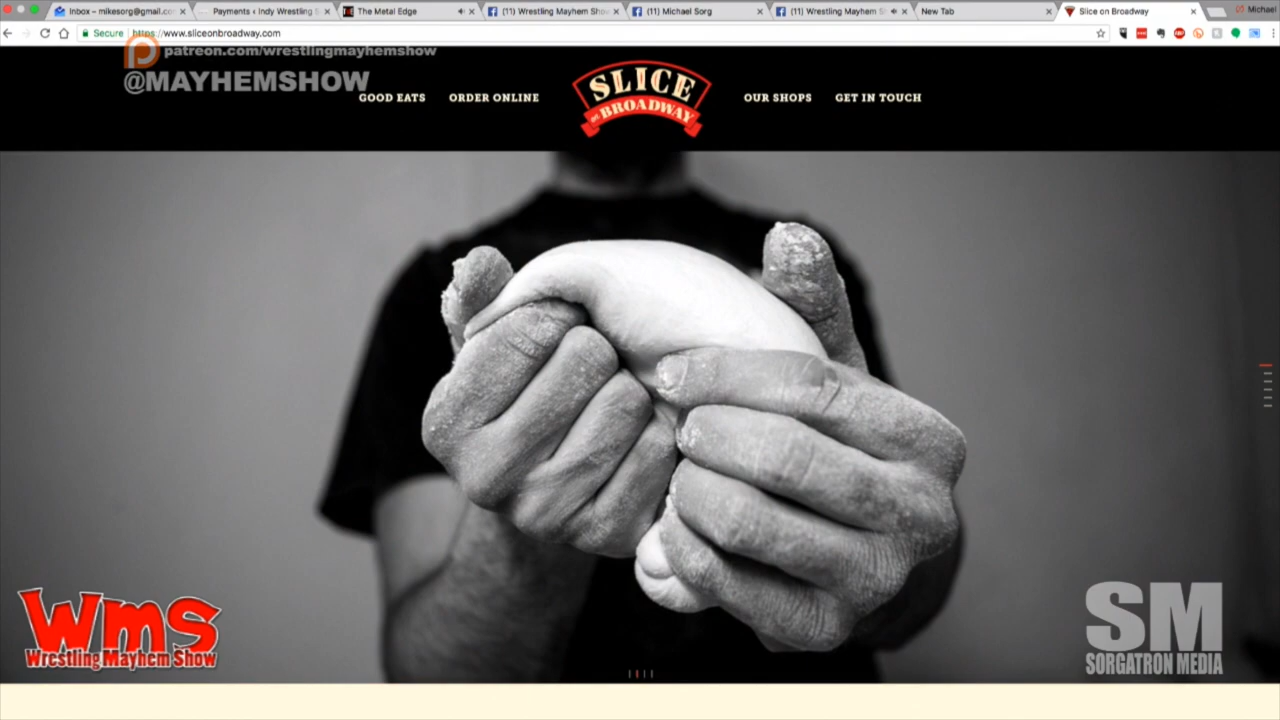 Inbox – mikesorg@gmail.co
Payments ‹ Indy Wrestling S
The Metal Edge
(11) Wrestling Mayhem Show
(11) Michael Sorg
(11) Wrestling Mayhem S
New Tab
Slice on Broadway
Michael
Secure
https://www.sliceonbroadway.com
patreon.com/wrestlingmayhemshow
@MAYHEMSHOW
GOOD EATS
ORDER ONLINE
SLICE
on BROADWAY
OUR SHOPS
GET IN TOUCH
Wms
Wrestling Mayhem Show
SM
SORGATRON MEDIA